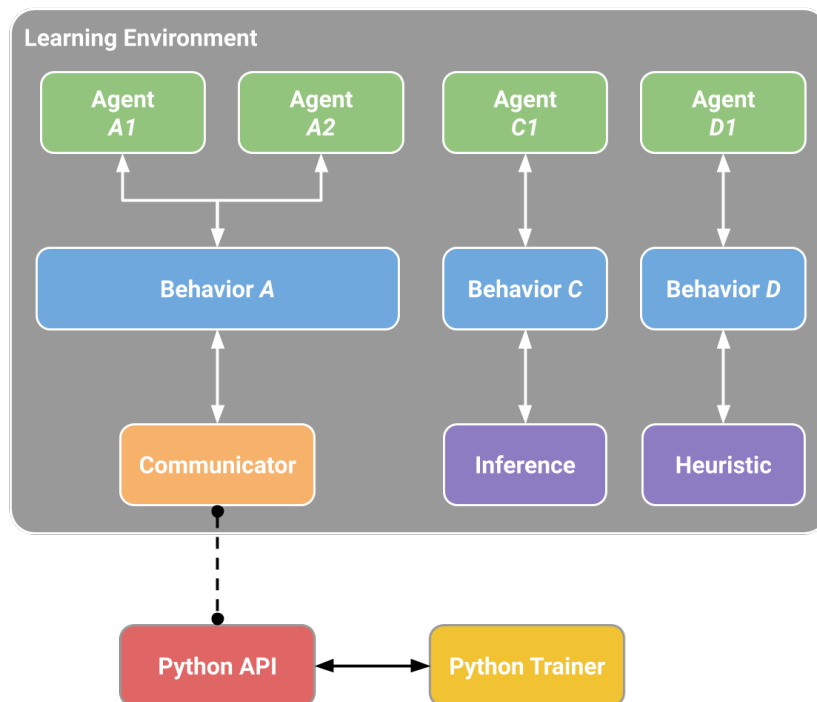 Learning Environment
Agent
A1
Agent
A2
Agent
C1
Agent
D1
Behavior A
Behavior C
Behavior D
Communicator
Inference
Heuristic
Python API
Python Trainer